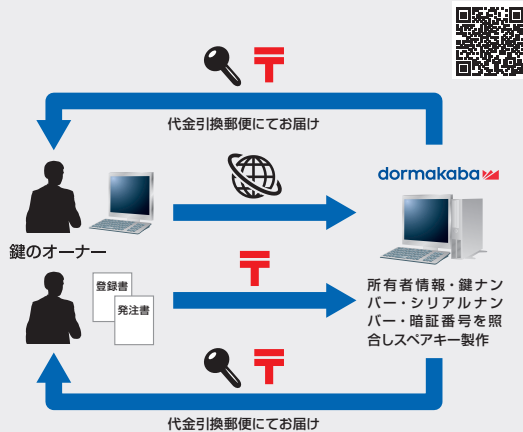 代金引換郵便にてお届け
dormakaba
鍵のオーナー
登録書
発注書
所有者情報・鍵ナン
バー・シリアルナン
バー・暗証番号を照
合しスペアキー製作
代金引換郵便にてお届け